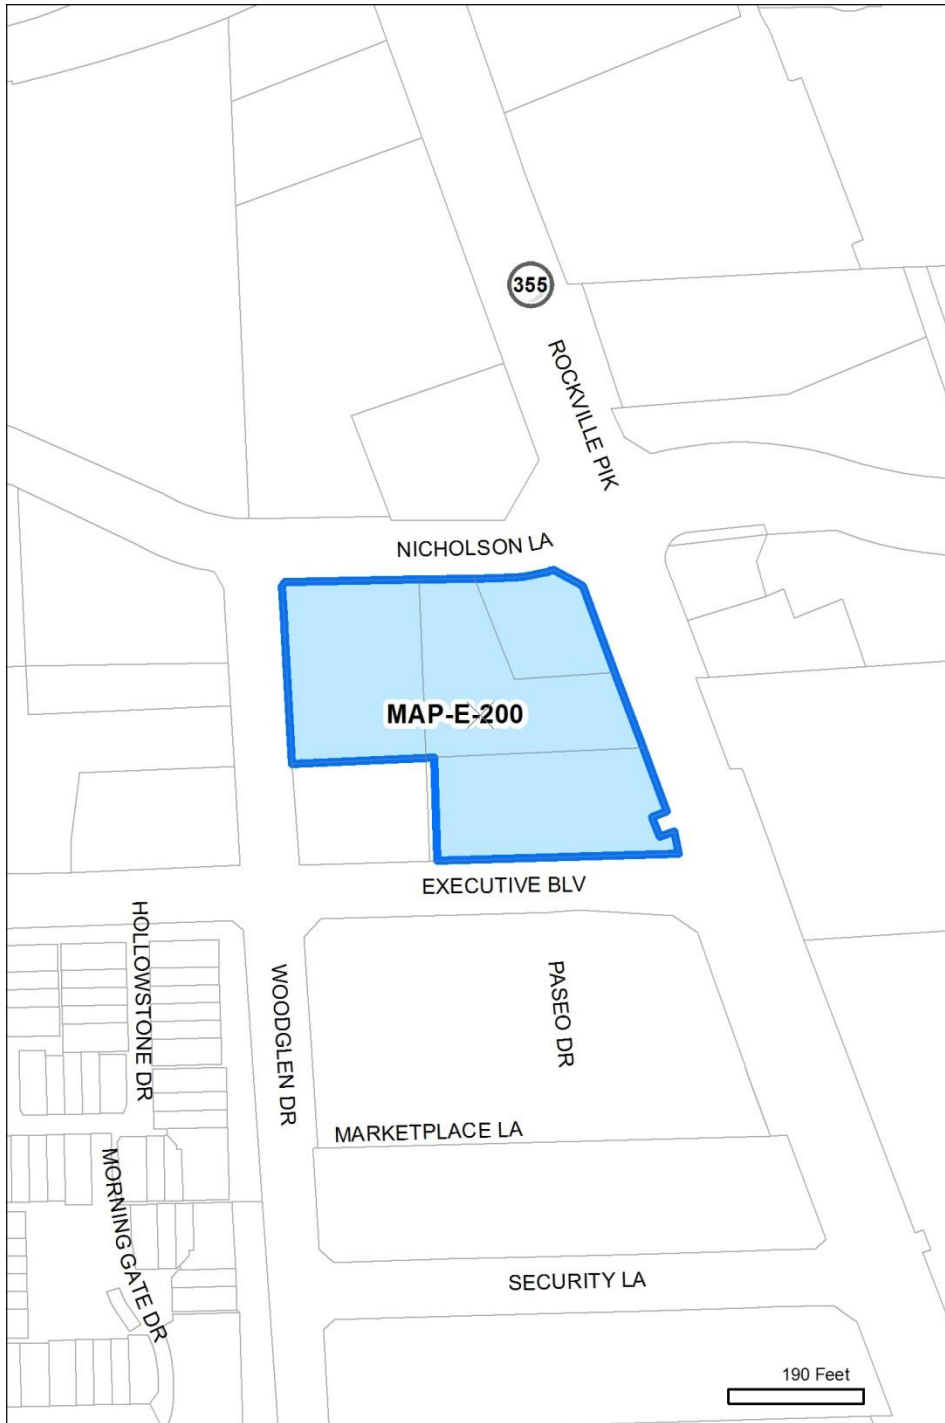 355
ROCKVILLE PIK
NICHOLSON LA
MAP-E-200
EXECUTIVE BLV
HOLLOWSTONE DR
WOODGLEN DR
PASEO DR
MARKETPLACE LA
MORNING GATE DR
SECURITY LA
190 Feet